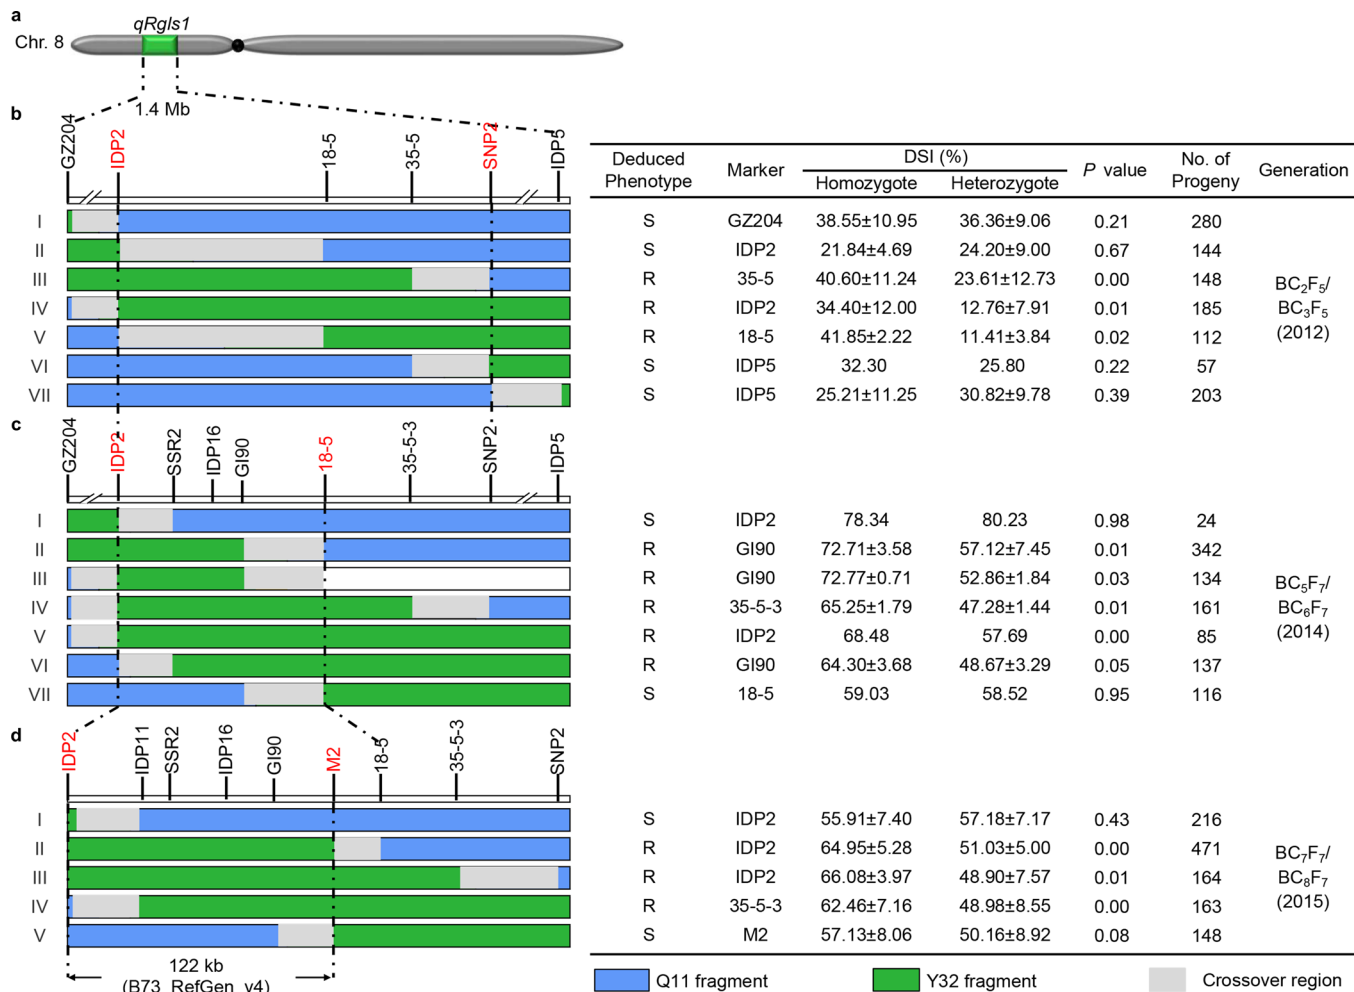 a
qRgls1
Chr. 8
1.4 Mb
b
GZ204 IDP2 18-5 35-5 SNP2 IDP5
Deduced Phenotype Marker DSI (%) P value No. of Progeny Generation
Homozygote Heterozygote
I S GZ204 38.55±10.95 36.36±9.06 0.21 280
II S IDP2 21.84±4.69 24.20±9.00 0.67 144
III R 35-5 40.60±11.24 23.61±12.73 0.00 148
IV R IDP2 34.40±12.00 12.76±7.91 0.01 185
V R 18-5 41.85±2.22 11.41±3.84 0.02 112
VI S IDP5 32.30 25.80 0.22 57
VII S IDP5 25.21±11.25 30.82±9.78 0.39 203
BC2F5/
BC3F5
(2012)
c
GZ204 IDP2 SSR2 IDP16 GI90 18-5 35-5-3 SNP2 IDP5
I S IDP2 78.34 80.23 0.98 24
II R GI90 72.71±3.58 57.12±7.45 0.01 342
III R GI90 72.77±0.71 52.86±1.84 0.03 134
IV R 35-5-3 65.25±1.79 47.28±1.44 0.01 161
V R IDP2 68.48 57.69 0.00 85
VI R GI90 64.30±3.68 48.67±3.29 0.05 137
VII S 18-5 59.03 58.52 0.95 116
BC5F7/
BC6F7
(2014)
d
IDP2 IDP11 SSR2 IDP16 GI90 M2 18-5 35-5-3 SNP2
I S IDP2 55.91±7.40 57.18±7.17 0.43 216
II R IDP2 64.95±5.28 51.03±5.00 0.00 471
III R IDP2 66.08±3.97 48.90±7.57 0.01 164
IV R 35-5-3 62.46±7.16 48.98±8.55 0.00 163
V S M2 57.13±8.06 50.16±8.92 0.08 148
BC7F7/
BC8F7
(2015)
122 kb
(B73_RefGen_v4)
Q11 fragment Y32 fragment Crossover region